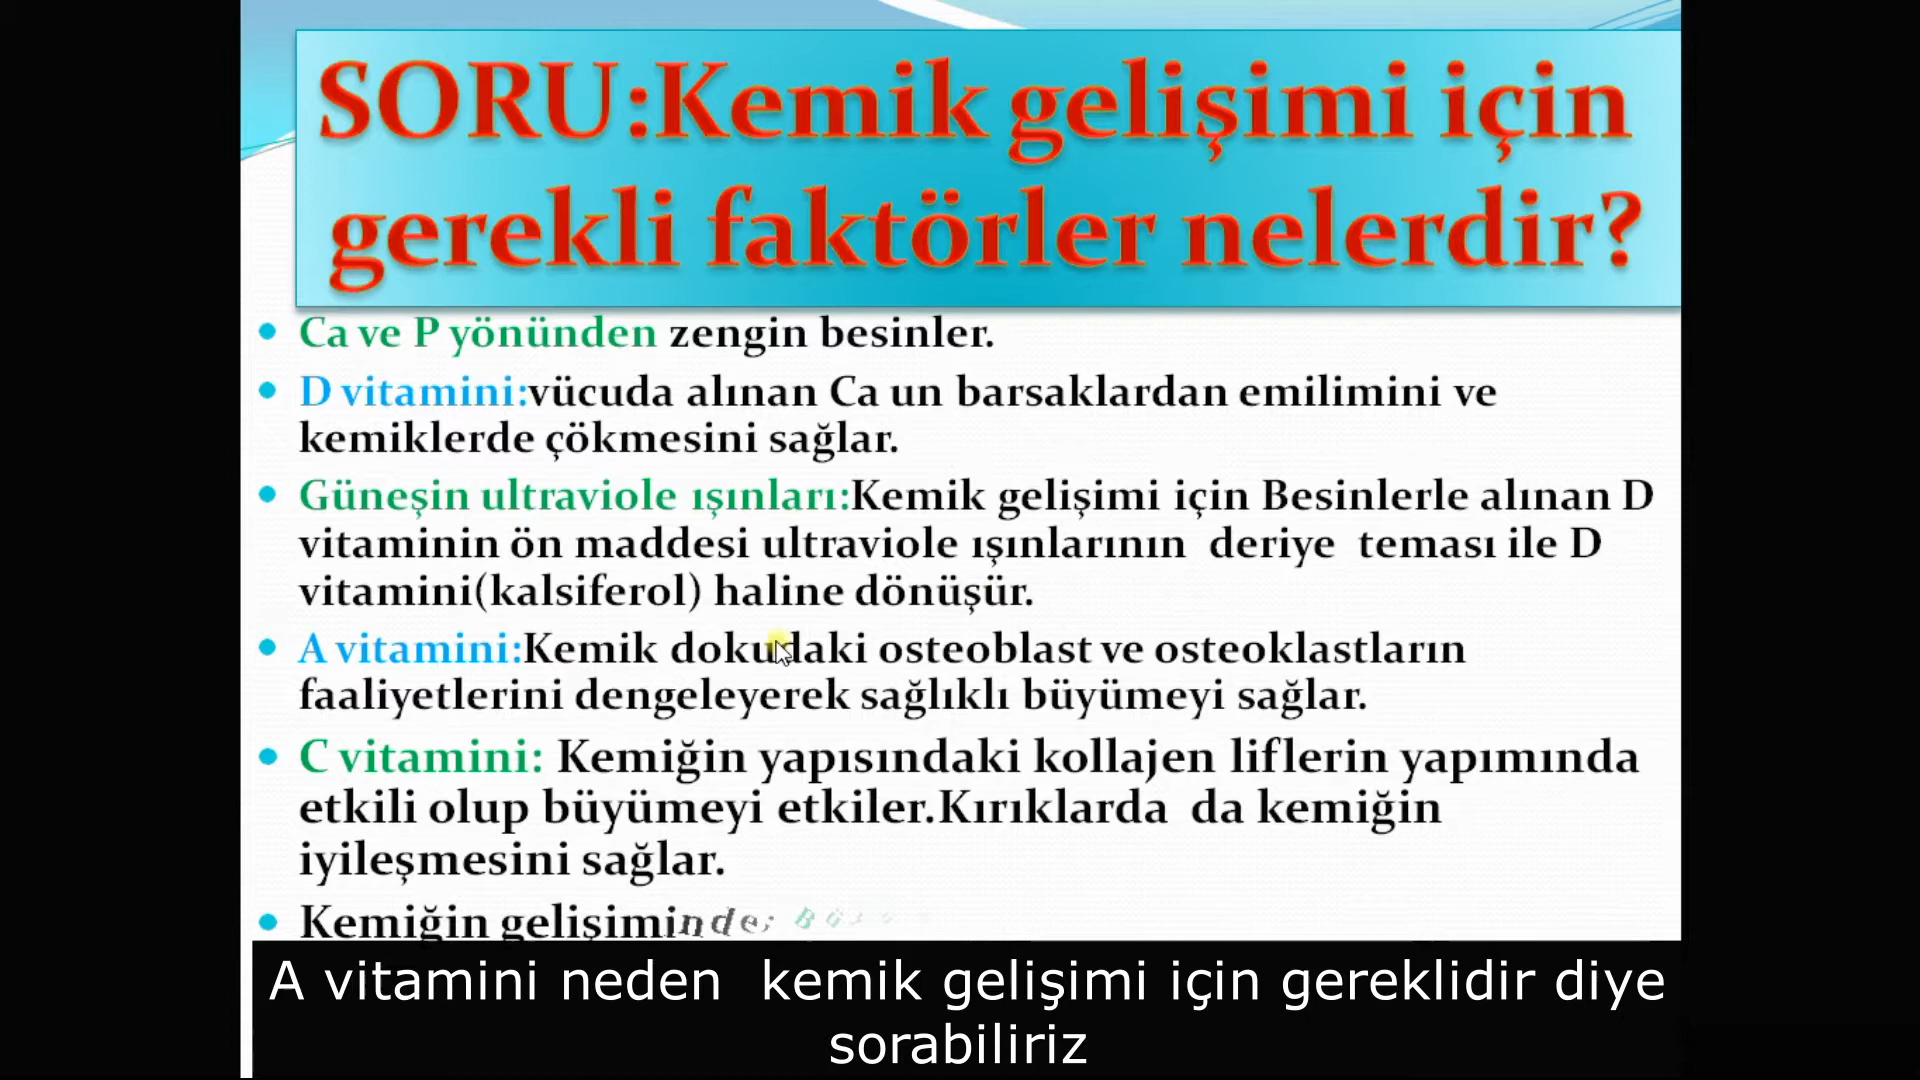 SORU:Kemik gelişimi için
gerekli faktörler nelerdir?
Ca ve P yönünden zengin besinler.
D vitamini:vücuda alınan Ca un barsaklardan emilimini ve
kemiklerde çökmesini sağlar.
Güneşin ultraviole ışınları:Kemik gelişimi için Besinlerle alınan D
vitaminin ön maddesi ultraviole ışınlarının deriye teması ile D
vitamini(kalsiferol) haline dönüşür.
A vitamini:Kemik dokudaki osteoblast ve osteoklastların
faaliyetlerini dengeleyerek sağlıklı büyümeyi sağlar.
C vitamini: Kemiğin yapısındaki kollajen liflerin yapımında
etkili olup büyümeyi etkiler.Kırıklarda da kemiğin
iyileşmesini sağlar.
Kemiğin gelişiminde;
A vitamini neden kemik gelişimi için gereklidir diye
sorabiliriz